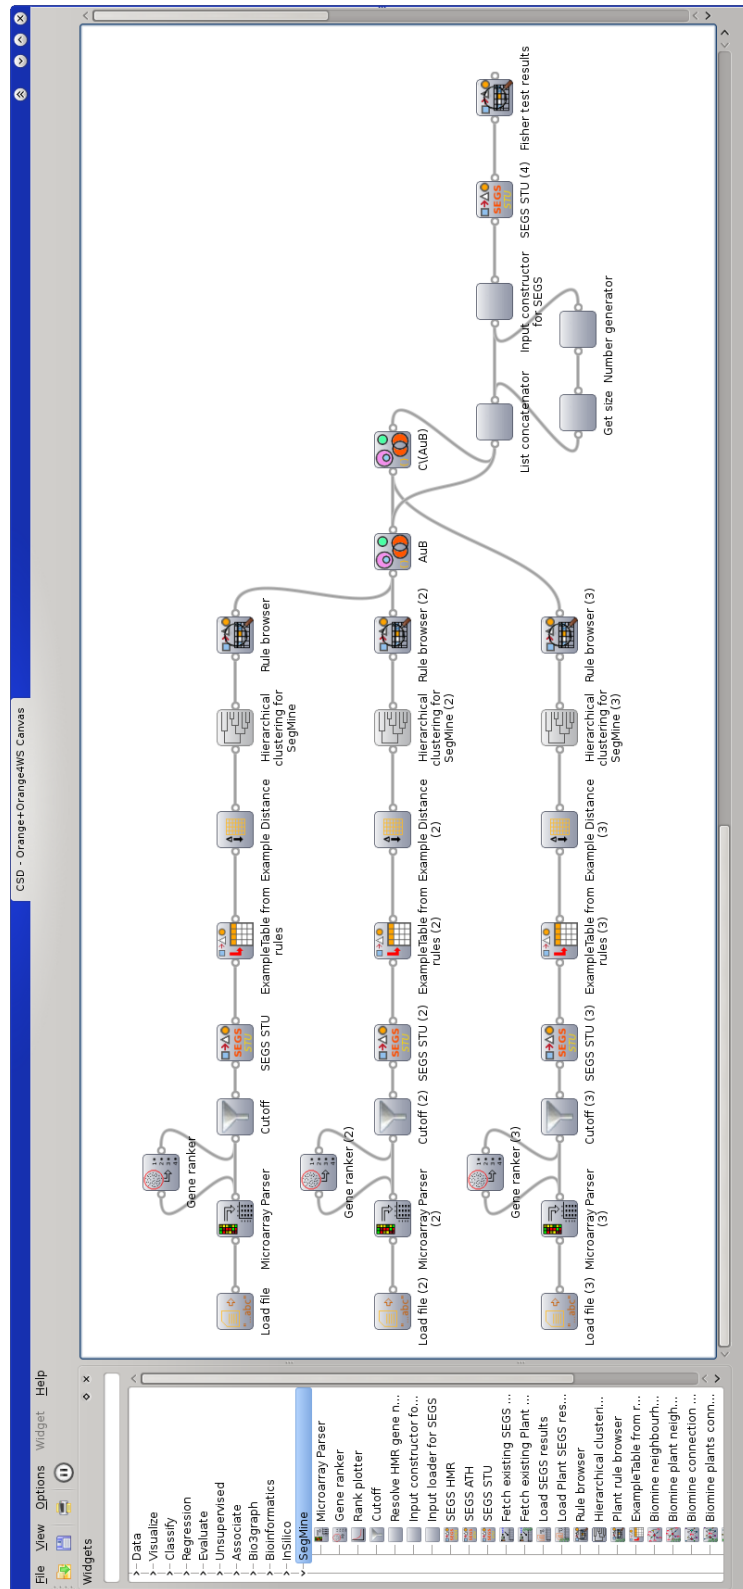 CSD - Orange+Orange4WS Canvas
File View Options Widget Help
Widgets
Data
Visualize
Classify
Regression
Evaluate
Unsupervised
Associate
Bio3graph
Bioinformatics
InSilico
SegMine
Microarray Parser
Gene ranker
Rank plotter
Cutoff
Resolve HMR gene n...
Input constructor fo...
Input loader for SEGS
SEGS HMR
SEGS ATH
SEGS STU
Fetch existing SEGS ...
Fetch existing Plant ...
Load SEGS results
Load Plant SEGS res...
Rule browser
Hierarchical clusteri...
Plant rule browser
ExampleTable from r...
Biomine neighbourh...
Biomine plant neigh...
Biomine connection ...
Biomine plants conn...
Gene ranker
Load file
Microarray Parser
Cutoff
SEGS STU
ExampleTable from
rules
Example Distance
Hierarchical
clustering for
SegMine
Rule browser
Gene ranker (2)
Load file (2)
Microarray Parser
(2)
Cutoff (2)
SEGS STU (2)
ExampleTable from
rules (2)
Example Distance
(2)
Hierarchical
clustering for
SegMine (2)
Rule browser (2)
AuB
C\(AuB)
Gene ranker (3)
Load file (3)
Microarray Parser
(3)
Cutoff (3)
SEGS STU (3)
ExampleTable from
rules (3)
Example Distance
(3)
Hierarchical
clustering for
SegMine (3)
Rule browser (3)
List concatenator
Input constructor
for SEGS
SEGS STU (4)
Fisher test results
Get size
Number generator